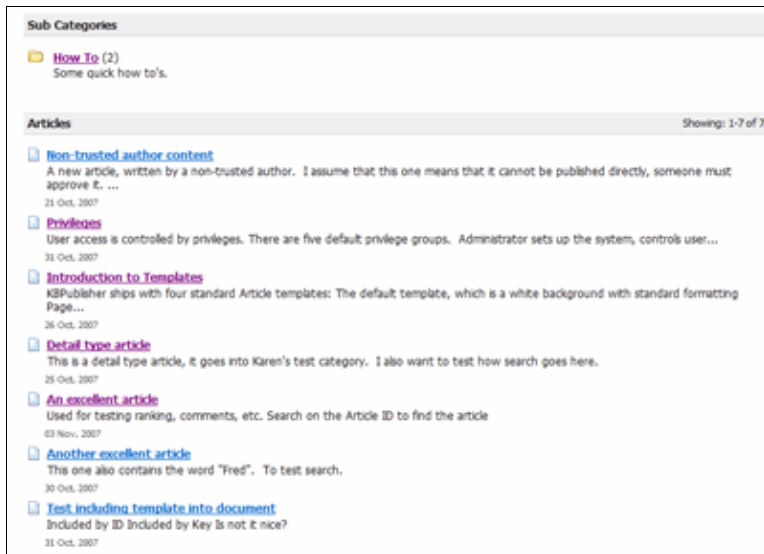 Sub Categories
How To (2)
Some quick how to's.
Articles
Showing: 1-7 of 7
Non-trusted author content
A new article, written by a non-trusted author. I assume that this one means that it cannot be published directly, someone must
approve it. ...
21 Oct, 2007
Privileges
User access is controlled by privileges. There are five default privilege groups. Administrator sets up the system, controls user...
31 Oct, 2007
Introduction to Templates
KBPublisher ships with four standard Article templates: The default template, which is a white background with standard formatting
Page...
26 Oct, 2007
Detail type article
This is a detail type article, it goes into Karen's test category. I also want to test how search goes here.
25 Oct, 2007
An excellent article
Used for testing ranking, comments, etc. Search on the Article ID to find the article
03 Nov, 2007
Another excellent article
This one also contains the word "Fred". To test search.
30 Oct, 2007
Test including template into document
Included by ID Included by Key Is not it nice?
31 Oct, 2007